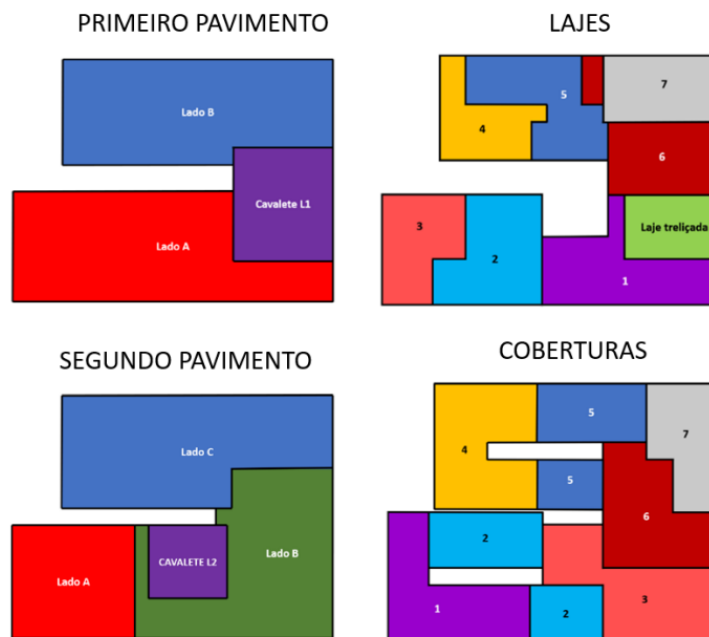 PRIMEIRO PAVIMENTO
Lado B
Cavalete L1
Lado A
LAJES
5
7
4
6
3
2
Laje treliçada
1
SEGUNDO PAVIMENTO
Lado C
Lado A
CAVALETE L2
Lado B
COBERTURAS
5
4
7
5
6
2
1
2
3